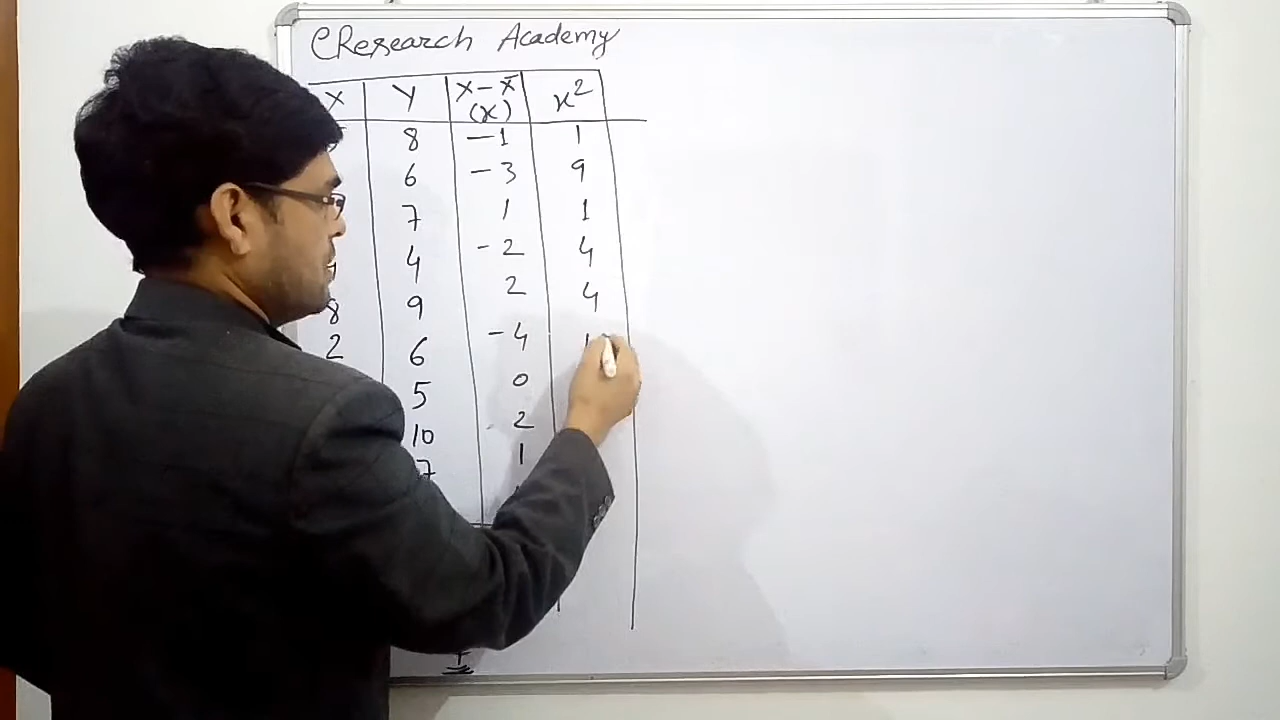 CResearch Academy
X Y X - x̄ (x) x²
8 -1 1
6 -3 9
7 1 1
4 -2 4
8 9 2 4
2 6 -4 1
5 0
10 2
7 1